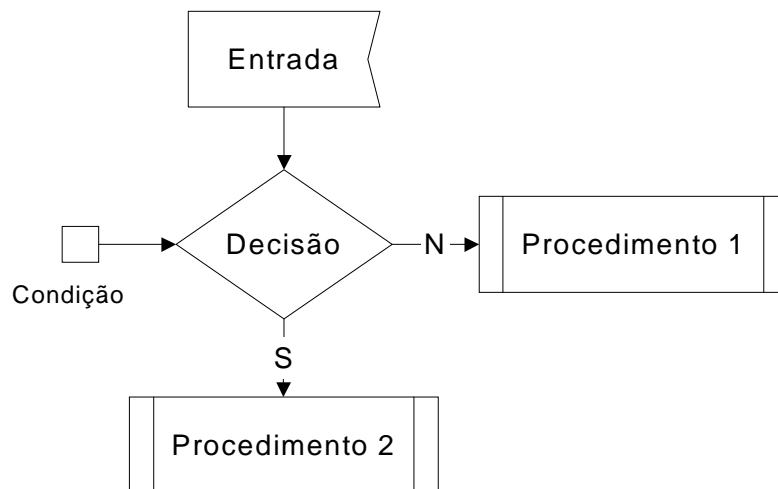 Entrada
Decisão
N
Procedimento 1
Condição
S
Procedimento 2